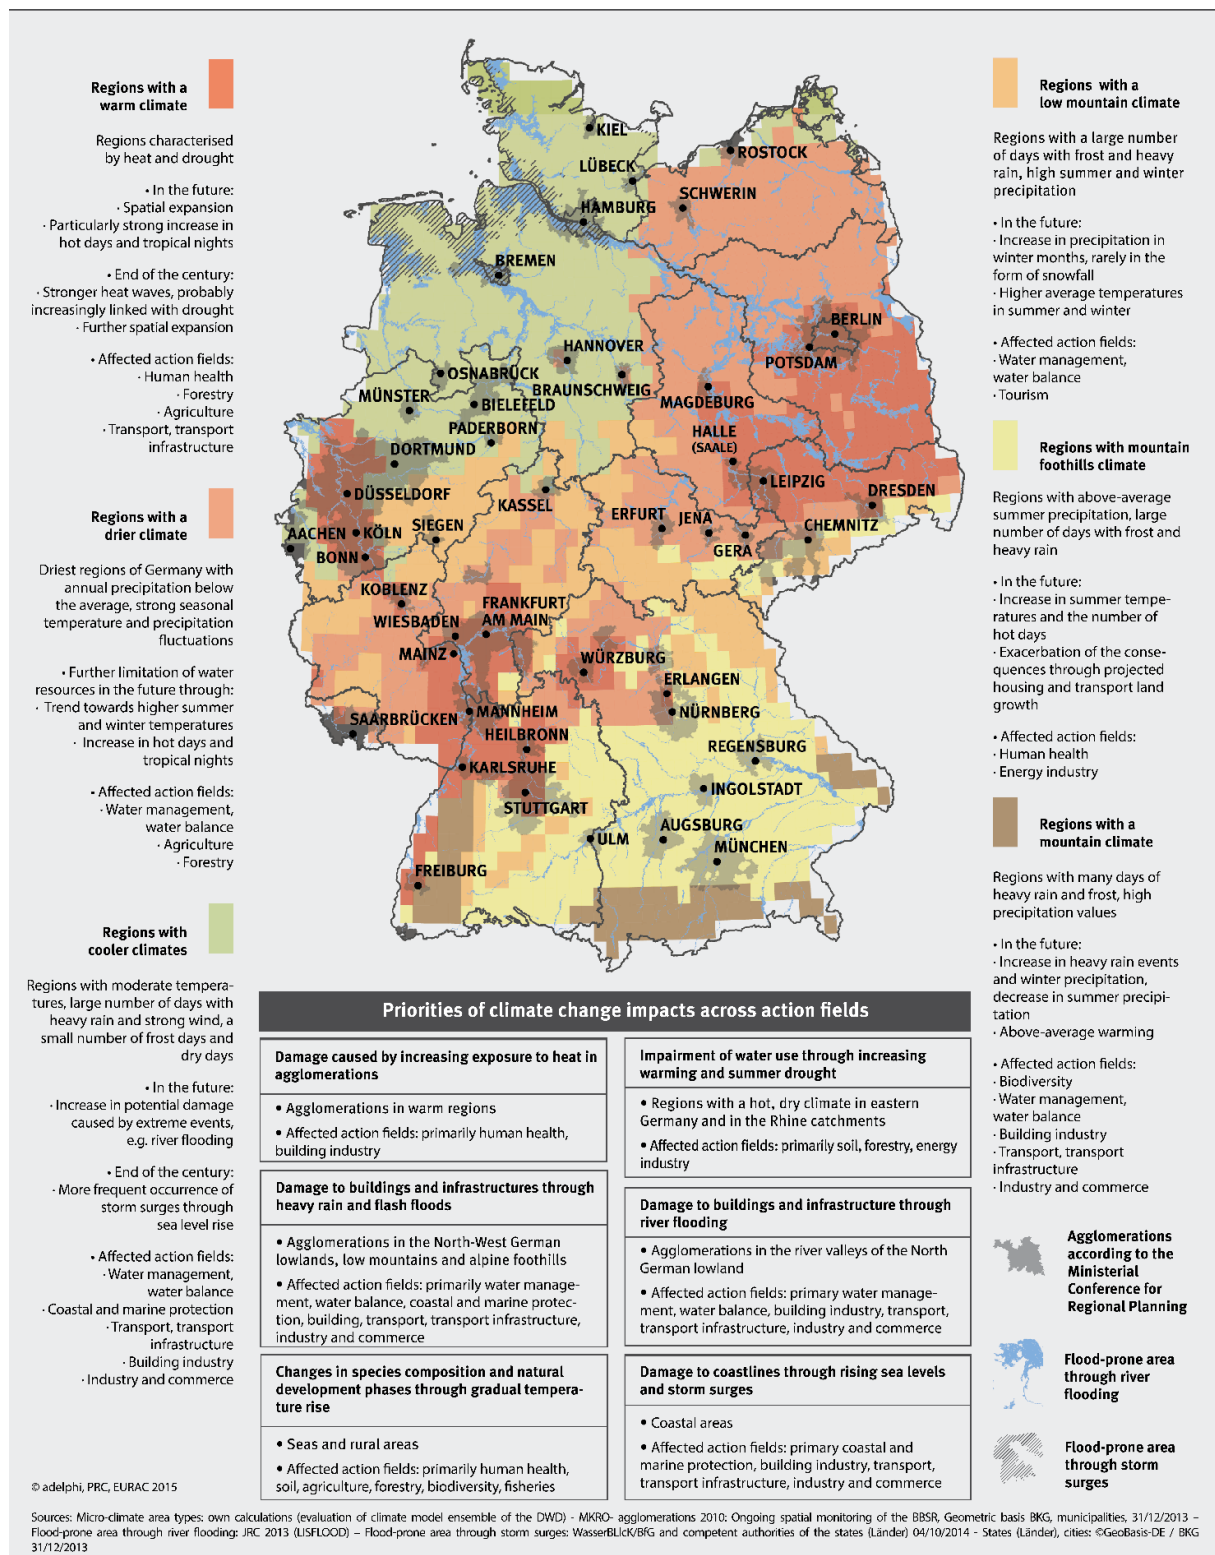 Regions with a
warm climate
Regions characterised
by heat and drought
• In the future:
· Spatial expansion
· Particularly strong increase in
hot days and tropical nights
• End of the century:
· Stronger heat waves, probably
increasingly linked with drought
· Further spatial expansion
• Affected action fields:
· Human health
· Forestry
· Agriculture
· Transport, transport
infrastructure
Regions with a
drier climate
Driest regions of Germany with
annual precipitation below
the average, strong seasonal
temperature and precipitation
fluctuations
• Further limitation of water
resources in the future through:
· Trend towards higher summer
and winter temperatures
· Increase in hot days and
tropical nights
• Affected action fields:
· Water management,
water balance
· Agriculture
· Forestry
Regions with
cooler climates
Regions with moderate tempera-
tures, large number of days with
heavy rain and strong wind, a
small number of frost days and
dry days
• In the future:
· Increase in potential damage
caused by extreme events,
e.g. river flooding
• End of the century:
· More frequent occurrence of
storm surges through
sea level rise
• Affected action fields:
· Water management,
water balance
· Coastal and marine protection
· Transport, transport
infrastructure
· Building industry
· Industry and commerce
© adelphi, PRC, EURAC 2015
KIEL
ROSTOCK
LÜBECK
SCHWERIN
HAMBURG
BREMEN
BERLIN
HANNOVER
POTSDAM
OSNABRÜCK
BRAUNSCHWEIG
MÜNSTER
BIELEFELD
MAGDEBURG
PADERBORN
HALLE
(SAALE)
DORTMUND
LEIPZIG
DÜSSELDORF
DRESDEN
KASSEL
ERFURT
JENA
CHEMNITZ
AACHEN
KÖLN
SIEGEN
GERA
BONN
KOBLENZ
FRANKFURT
AM MAIN
WIESBADEN
MAINZ
WÜRZBURG
ERLANGEN
SAARBRÜCKEN
MANNHEIM
NÜRNBERG
HEILBRONN
REGENSBURG
KARLSRUHE
INGOLSTADT
STUTTGART
AUGSBURG
ULM
MÜNCHEN
FREIBURG
Regions with a
low mountain climate
Regions with a large number
of days with frost and heavy
rain, high summer and winter
precipitation
• In the future:
· Increase in precipitation in
winter months, rarely in the
form of snowfall
· Higher average temperatures
in summer and winter
• Affected action fields:
· Water management,
water balance
· Tourism
Regions with mountain
foothills climate
Regions with above-average
summer precipitation, large
number of days with frost and
heavy rain
• In the future:
· Increase in summer tempe-
ratures and the number of
hot days
· Exacerbation of the conse-
quences through projected
housing and transport land
growth
• Affected action fields:
· Human health
· Energy industry
Regions with a
mountain climate
Regions with many days of
heavy rain and frost, high
precipitation values
• In the future:
· Increase in heavy rain events
and winter precipitation,
decrease in summer precipi-
tation
· Above-average warming
• Affected action fields:
· Biodiversity
· Water management,
water balance
· Building industry
· Transport, transport
infrastructure
· Industry and commerce
Agglomerations
according to the
Ministerial
Conference for
Regional Planning
Flood-prone area
through river
flooding
Flood-prone area
through storm
surges
Priorities of climate change impacts across action fields
Damage caused by increasing exposure to heat in
agglomerations
• Agglomerations in warm regions
• Affected action fields: primarily human health,
building industry
Impairment of water use through increasing
warming and summer drought
• Regions with a hot, dry climate in eastern
Germany and in the Rhine catchments
• Affected action fields: primarily soil, forestry, energy
industry
Damage to buildings and infrastructures through
heavy rain and flash floods
• Agglomerations in the North-West German
lowlands, low mountains and alpine foothills
• Affected action fields: primarily water manage-
ment, water balance, coastal and marine protec-
tion, building, transport, transport infrastructure,
industry and commerce
Damage to buildings and infrastructure through
river flooding
• Agglomerations in the river valleys of the North
German lowland
• Affected action fields: primary water manage-
ment, water balance, building industry, transport,
transport infrastructure, industry and commerce
Changes in species composition and natural
development phases through gradual tempera-
ture rise
• Seas and rural areas
• Affected action fields: primarily human health,
soil, agriculture, forestry, biodiversity, fisheries
Damage to coastlines through rising sea levels
and storm surges
• Coastal areas
• Affected action fields: primary coastal and
marine protection, building industry, transport,
transport infrastructure, industry and commerce
Sources: Micro-climate area types: own calculations (evaluation of climate model ensemble of the DWD) - MKRO- agglomerations 2010: Ongoing spatial monitoring of the BBSR, Geometric basis BKG, municipalities, 31/12/2013 –
Flood-prone area through river flooding: JRC 2013 (LISFLOOD) – Flood-prone area through storm surges: WasserBLIcK/BfG and competent authorities of the states (Länder) 04/10/2014 - States (Länder), cities: ©GeoBasis-DE / BKG
31/12/2013